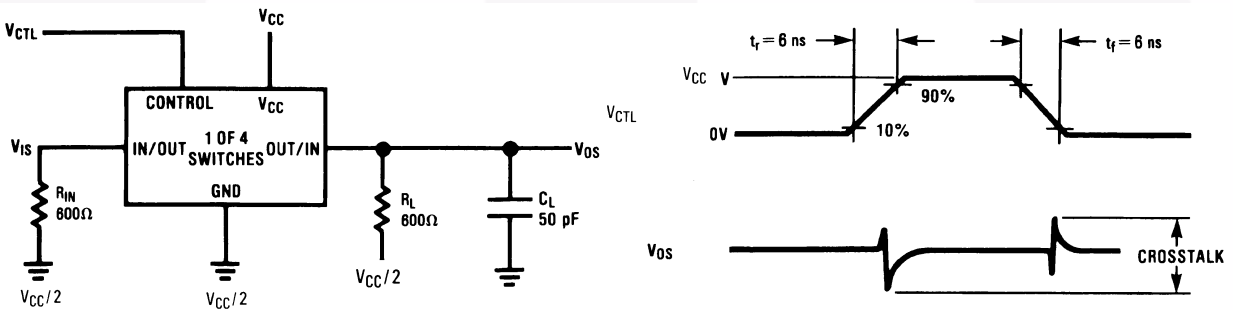 VCTL
VCC
CONTROL
VCC
VIS
IN/OUT
1 OF 4
SWITCHES
OUT/IN
VOS
GND
RIN
600Ω
RL
600Ω
CL
50 pF
VCC/2
VCC/2
VCC/2
tr = 6 ns
tf = 6 ns
VCC V
90%
VCTL
10%
0V
VOS
CROSSTALK